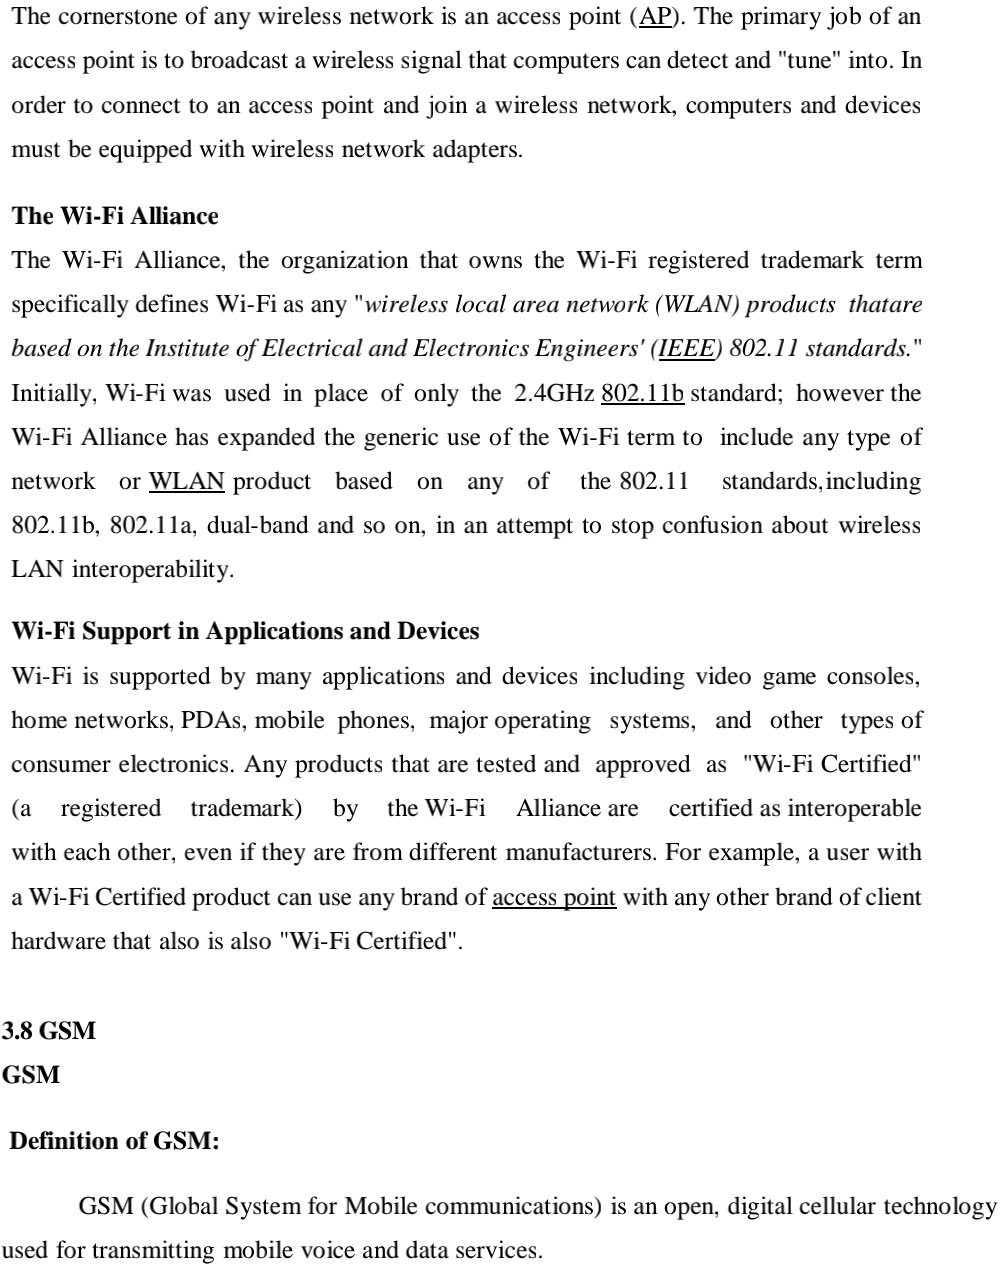 The cornerstone of any wireless network is an access point (AP). The primary job of an
access point is to broadcast a wireless signal that computers can detect and "tune" into. In
order to connect to an access point and join a wireless network, computers and devices
must be equipped with wireless network adapters.
The Wi-Fi Alliance
The Wi-Fi Alliance, the organization that owns the Wi-Fi registered trademark term
specifically defines Wi-Fi as any "wireless local area network (WLAN) products thatare
based on the Institute of Electrical and Electronics Engineers' (IEEE) 802.11 standards."
Initially, Wi-Fi was used in place of only the 2.4GHz 802.11b standard; however the
Wi-Fi Alliance has expanded the generic use of the Wi-Fi term to include any type of
network or WLAN product based on any of the 802.11 standards,including
802.11b, 802.11a, dual-band and so on, in an attempt to stop confusion about wireless
LAN interoperability.
Wi-Fi Support in Applications and Devices
Wi-Fi is supported by many applications and devices including video game consoles,
home networks, PDAs, mobile phones, major operating systems, and other types of
consumer electronics. Any products that are tested and approved as "Wi-Fi Certified"
(a registered trademark) by the Wi-Fi Alliance are certified as interoperable
with each other, even if they are from different manufacturers. For example, a user with
a Wi-Fi Certified product can use any brand of access point with any other brand of client
hardware that also is also "Wi-Fi Certified".
3.8 GSM
GSM
Definition of GSM:
GSM (Global System for Mobile communications) is an open, digital cellular technology
used for transmitting mobile voice and data services.